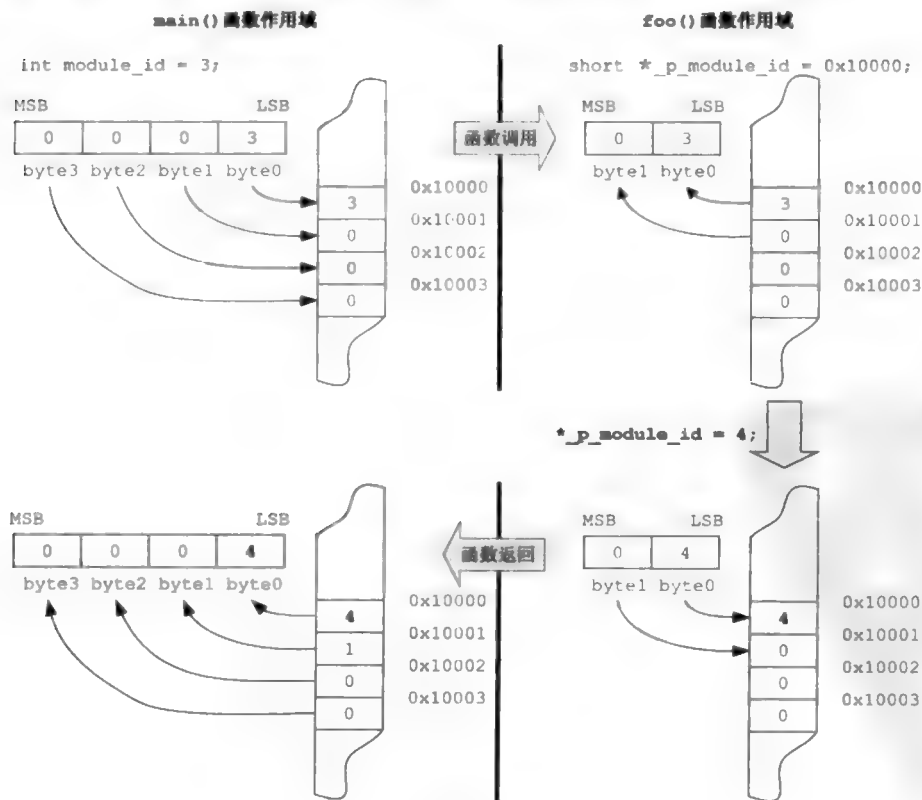 main()函数作用域
foo()函数作用域
int module_id = 3;
short *_p_module_id = 0x10000;
MSB LSB
0 0 0 3
byte3 byte2 byte1 byte0
3
0
0
0
0x10000
0x10001
0x10002
0x10003
函数调用
MSB LSB
0 3
byte1 byte0
3
0
0
0
0x10000
0x10001
0x10002
0x10003
*_p_module_id = 4;
MSB LSB
0 0 0 4
byte3 byte2 byte1 byte0
4
1
0
0
0x10000
0x10001
0x10002
0x10003
函数返回
MSB LSB
0 4
byte1 byte0
4
0
0
0
0x10000
0x10001
0x10002
0x10003